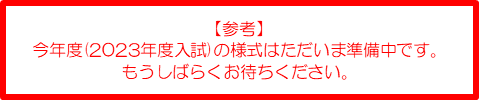 【参考】
今年度(2023年度入試)の様式はただいま準備中です。
もうしばらくお待ちください。